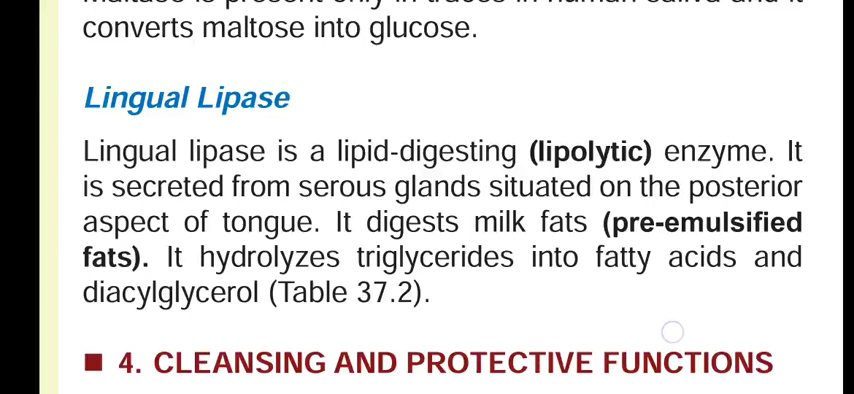 converts maltose into glucose.
Lingual Lipase
Lingual lipase is a lipid-digesting (lipolytic) enzyme. It
is secreted from serous glands situated on the posterior
aspect of tongue. It digests milk fats (pre-emulsified
fats). It hydrolyzes triglycerides into fatty acids and
diacylglycerol (Table 37.2).
■ 4. CLEANSING AND PROTECTIVE FUNCTIONS